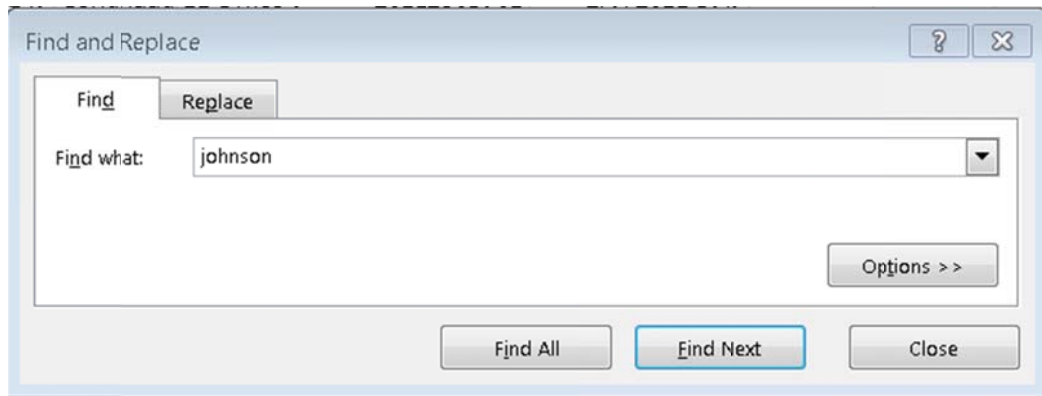 Find and Replace
Find
Replace
Find what:
johnson
Options >>
Find All
Find Next
Close